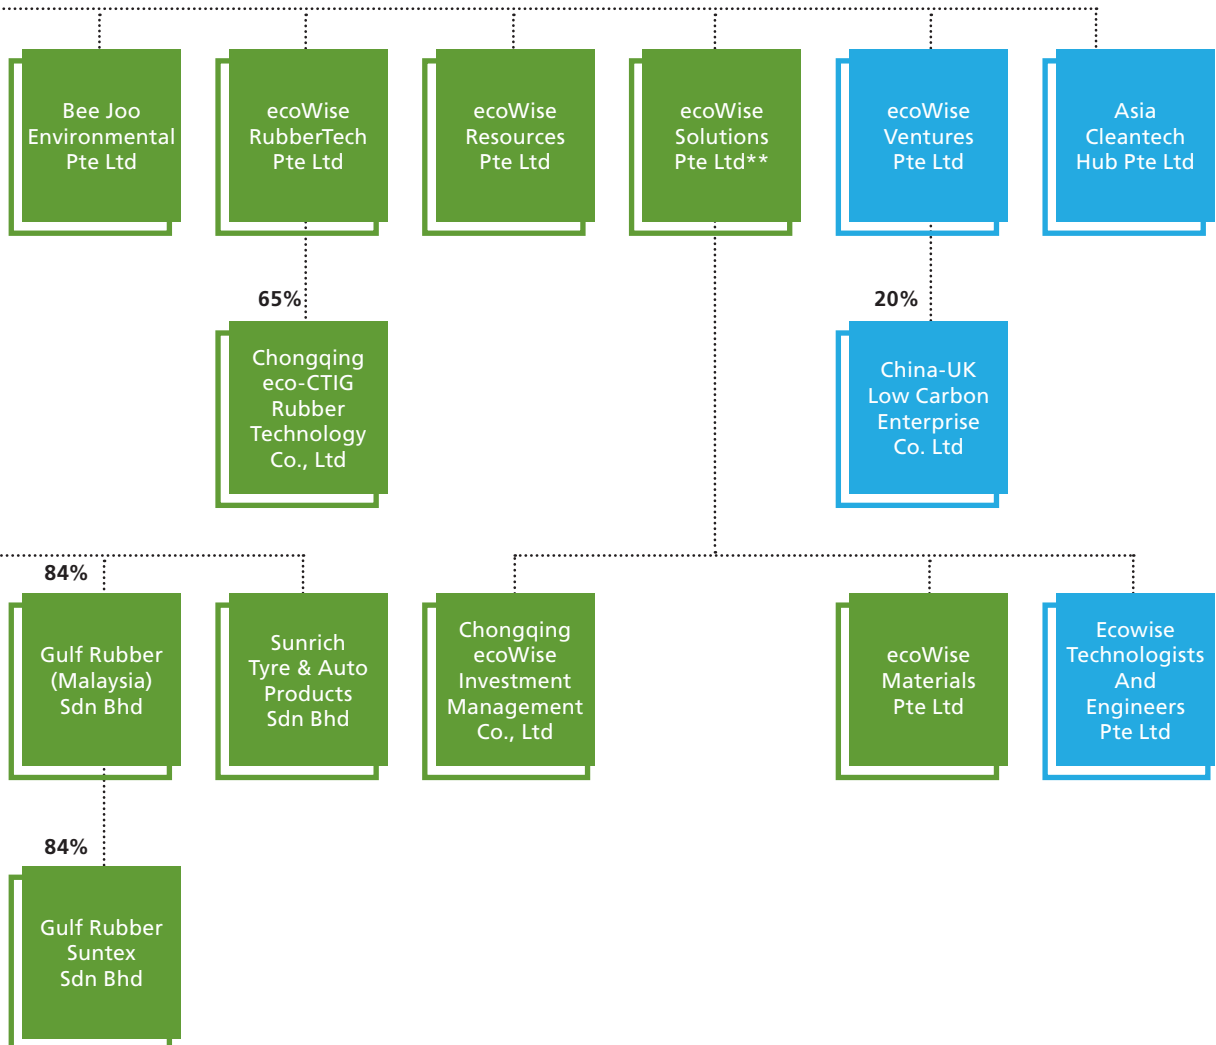 Bee Joo
Environmental
Pte Ltd
ecoWise
RubberTech
Pte Ltd
ecoWise
Resources
Pte Ltd
ecoWise
Solutions
Pte Ltd**
ecoWise
Ventures
Pte Ltd
Asia
Cleantech
Hub Pte Ltd
65%
20%
Chongqing
eco-CTIG
Rubber
Technology
Co., Ltd
China-UK
Low Carbon
Enterprise
Co. Ltd
84%
Gulf Rubber
(Malaysia)
Sdn Bhd
Sunrich
Tyre & Auto
Products
Sdn Bhd
Chongqing
ecoWise
Investment
Management
Co., Ltd
ecoWise
Materials
Pte Ltd
Ecowise
Technologists
And
Engineers
Pte Ltd
84%
Gulf Rubber
Suntex
Sdn Bhd